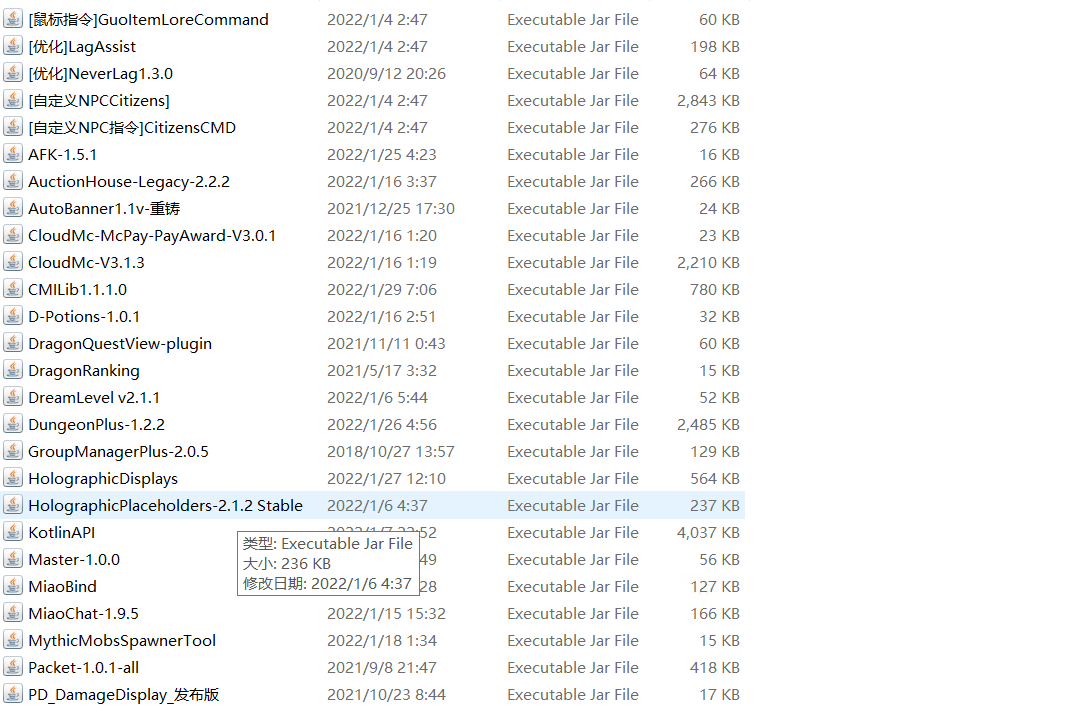 [鼠标指令]GuoItemLoreCommand 2022/1/4 2:47 Executable Jar File 60 KB
[优化]LagAssist 2022/1/4 2:47 Executable Jar File 198 KB
[优化]NeverLag1.3.0 2020/9/12 20:26 Executable Jar File 64 KB
[自定义NPCCitizens] 2022/1/4 2:47 Executable Jar File 2,843 KB
[自定义NPC指令]CitizensCMD 2022/1/4 2:47 Executable Jar File 276 KB
AFK-1.5.1 2022/1/25 4:23 Executable Jar File 16 KB
AuctionHouse-Legacy-2.2.2 2022/1/16 3:37 Executable Jar File 266 KB
AutoBanner1.1v-重铸 2021/12/25 17:30 Executable Jar File 24 KB
CloudMc-McPay-PayAward-V3.0.1 2022/1/16 1:20 Executable Jar File 23 KB
CloudMc-V3.1.3 2022/1/16 1:19 Executable Jar File 2,210 KB
CMILib1.1.1.0 2022/1/29 7:06 Executable Jar File 780 KB
D-Potions-1.0.1 2022/1/16 2:51 Executable Jar File 32 KB
DragonQuestView-plugin 2021/11/11 0:43 Executable Jar File 60 KB
DragonRanking 2021/5/17 3:32 Executable Jar File 15 KB
DreamLevel v2.1.1 2022/1/6 5:44 Executable Jar File 52 KB
DungeonPlus-1.2.2 2022/1/26 4:56 Executable Jar File 2,485 KB
GroupManagerPlus-2.0.5 2018/10/27 13:57 Executable Jar File 129 KB
HolographicDisplays 2022/1/27 12:10 Executable Jar File 564 KB
HolographicPlaceholders-2.1.2 Stable 2022/1/6 4:37 Executable Jar File 237 KB
KotlinAPI Executable Jar File 4,037 KB
类型: Executable Jar File
Master-1.0.0 49 Executable Jar File 56 KB
大小: 236 KB
修改日期: 2022/1/6 4:37
MiaoBind 28 Executable Jar File 127 KB
MiaoChat-1.9.5 2022/1/15 15:32 Executable Jar File 166 KB
MythicMobsSpawnerTool 2022/1/18 1:34 Executable Jar File 15 KB
Packet-1.0.1-all 2021/9/8 21:47 Executable Jar File 418 KB
PD_DamageDisplay_发布版 2021/10/23 8:44 Executable Jar File 17 KB